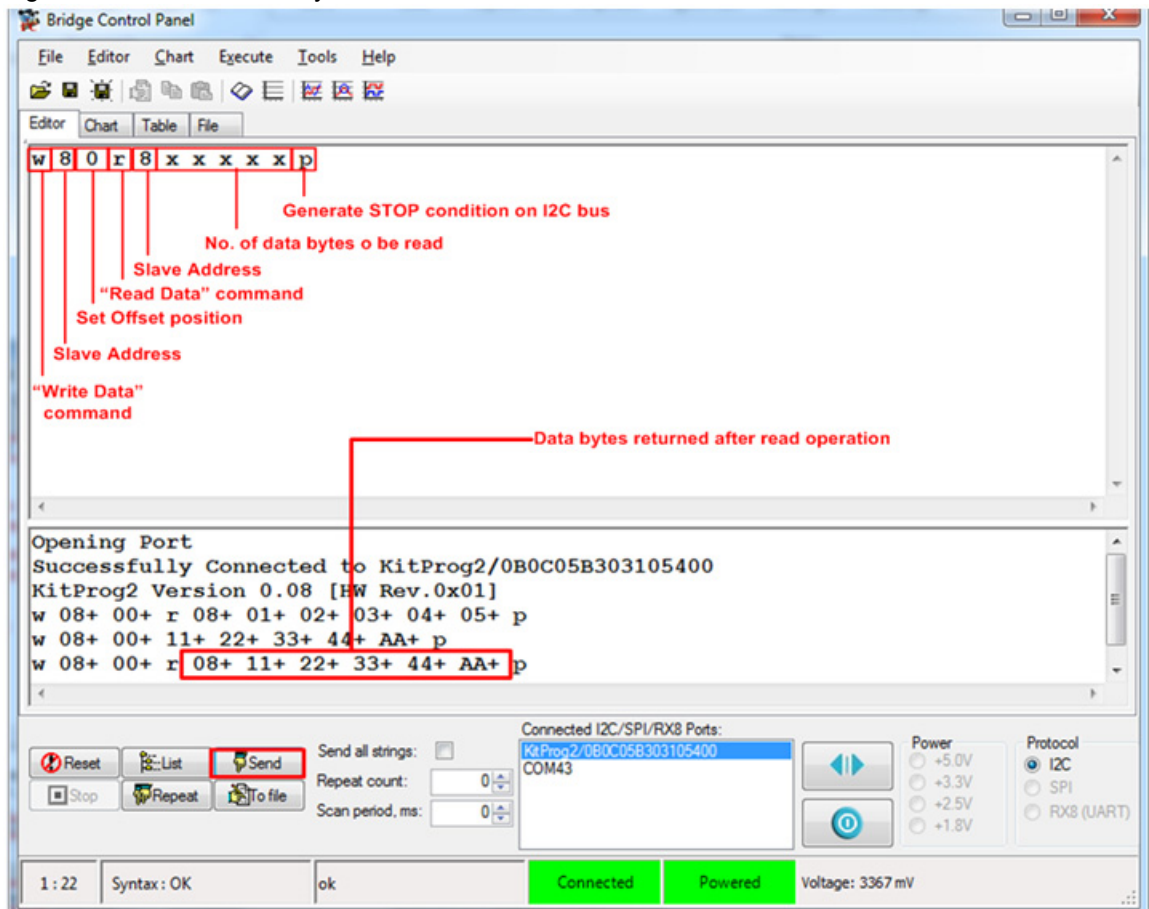 Bridge Control Panel
File Editor Chart Execute Tools Help
Editor Chart Table File
w 8 0 r 8 x x x x x p
Generate STOP condition on I2C bus
No. of data bytes o be read
Slave Address
"Read Data" command
Set Offset position
Slave Address
"Write Data"
command
Data bytes returned after read operation
Opening Port
Successfully Connected to KitProg2/0B0C05B303105400
KitProg2 Version 0.08 [HW Rev.0x01]
w 08+ 00+ r 08+ 01+ 02+ 03+ 04+ 05+ p
w 08+ 00+ 11+ 22+ 33+ 44+ AA+ p
w 08+ 00+ r 08+ 11+ 22+ 33+ 44+ AA+ p
Connected I2C/SPI/RX8 Ports:
Reset List Send
Stop Repeat To file
Send all strings:
Repeat count: 0
Scan period, ms: 0
KitProg2/0B0C05B303105400
COM43
Power
+5.0V
+3.3V
+2.5V
+1.8V
Protocol
I2C
SPI
RX8 (UART)
1 : 22 Syntax : OK ok Connected Powered Voltage: 3367 mV